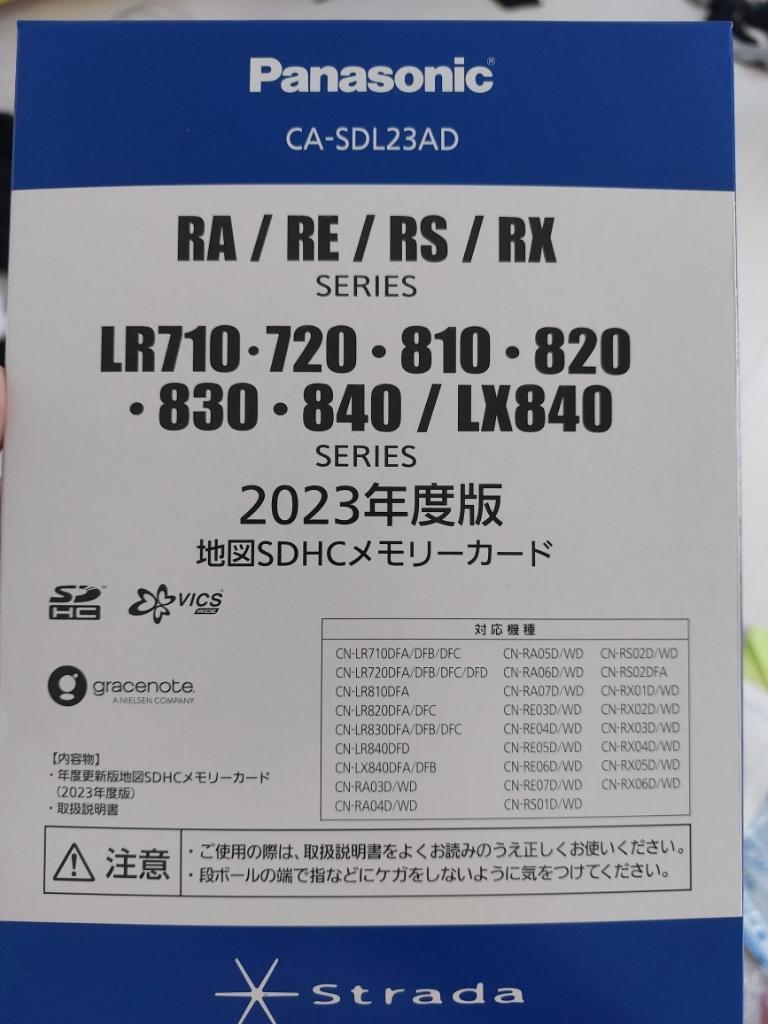 Panasonic®
CA-SDL23AD
RA / RE / RS / RX
SERIES
LR710・720・810・820
・830・840 / LX840
SERIES
2023年度版
地図SDHCメモリーカード
SD HC™
VICS WIDE
gracenote.
A NIELSEN COMPANY
対応機種
CN-LR710DFA/DFB/DFC CN-RA05D/WD CN-RS02D/WD
CN-LR720DFA/DFB/DFC/DFD CN-RA06D/WD CN-RS02DFA
CN-LR810DFA CN-RA07D/WD CN-RX01D/WD
CN-LR820DFA/DFC CN-RE03D/WD CN-RX02D/WD
CN-LR830DFA/DFB/DFC CN-RE04D/WD CN-RX03D/WD
CN-LR840DFD CN-RE05D/WD CN-RX04D/WD
CN-LX840DFA/DFB CN-RE06D/WD CN-RX05D/WD
CN-RA03D/WD CN-RE07D/WD CN-RX06D/WD
CN-RA04D/WD CN-RS01D/WD
【内容物】
・年度更新版地図SDHCメモリーカード
（2023年度版）
・取扱説明書
注意
・ご使用の際は、取扱説明書をよくお読みのうえ正しくお使いください。
・段ボールの端で指などにケガをしないように気をつけてください。
Strada